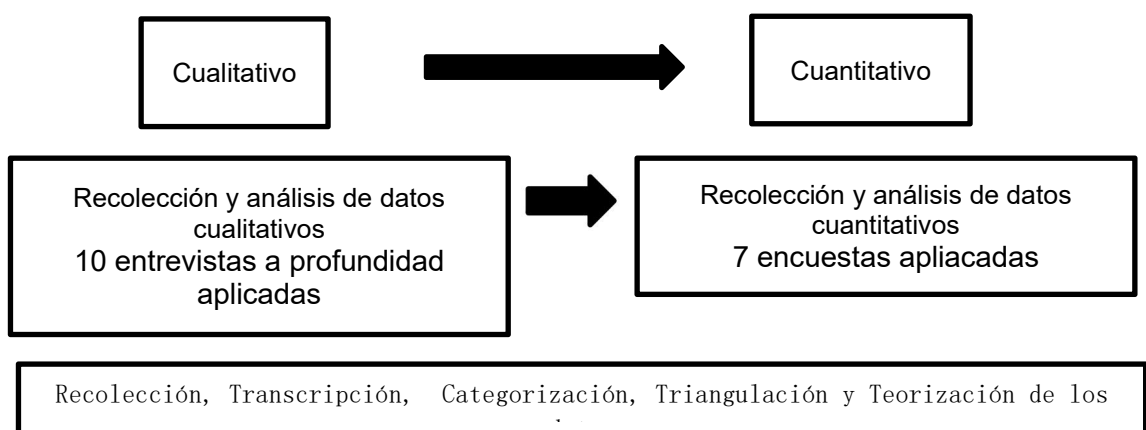 Cualitativo
Cuantitativo
Recolección y análisis de datos
cualitativos
10 entrevistas a profundidad
aplicadas
Recolección y análisis de datos
cuantitativos
7 encuestas apliacadas
Recolección, Transcripción, Categorización, Triangulación y Teorización de los